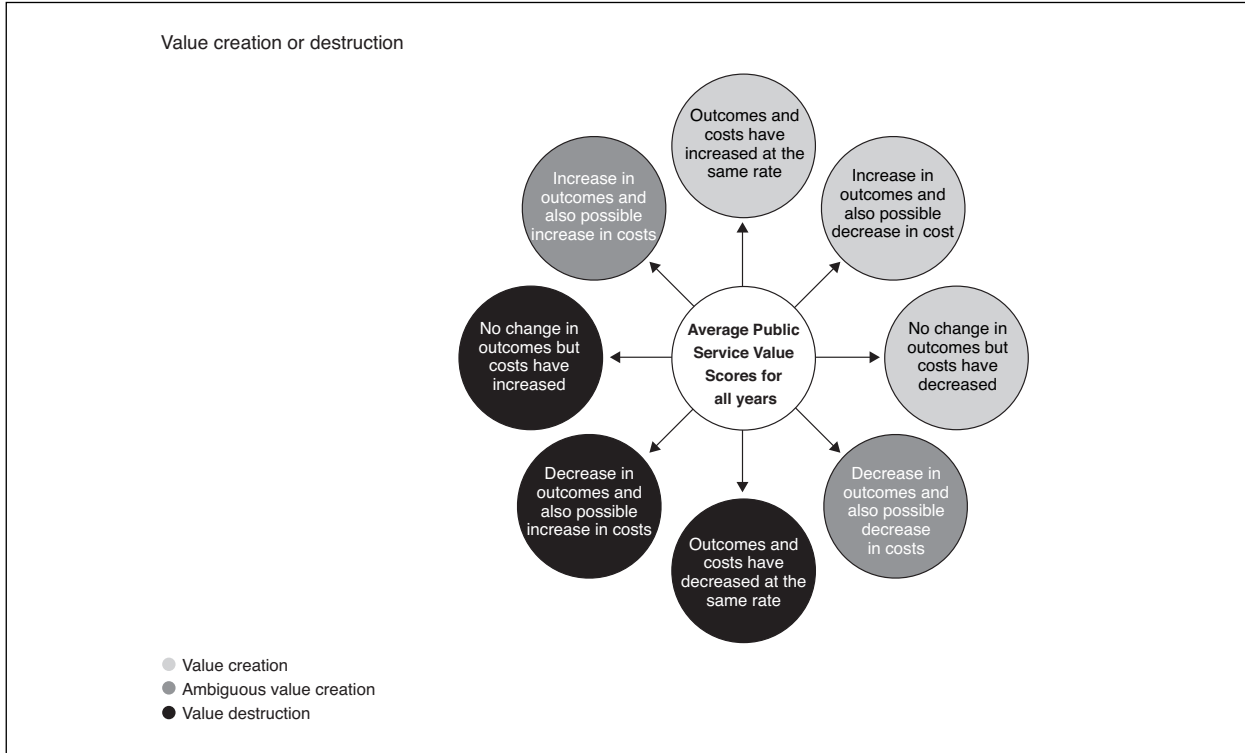 Value creation or destruction
Outcomes and
costs have
increased at the
same rate
Increase in
outcomes and
also possible
decrease in cost
No change in
outcomes but
costs have
decreased
Decrease in
outcomes and
also possible
decrease
in costs
Outcomes and
costs have
decreased at the
same rate
Decrease in
outcomes and
also possible
increase in costs
No change in
outcomes but
costs have
increased
Increase in
outcomes and
also possible
increase in costs
Average Public
Service Value
Scores for
all years
Value creation
Ambiguous value creation
Value destruction